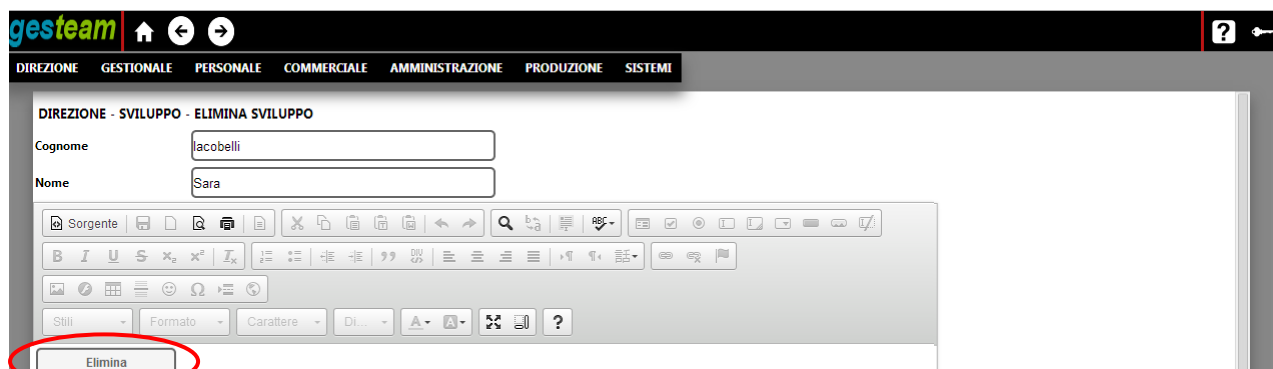 gesteam
DIREZIONE GESTIONALE PERSONALE COMMERCIALE AMMINISTRAZIONE PRODUZIONE SISTEMI
DIREZIONE - SVILUPPO - ELIMINA SVILUPPO
Cognome Iacobelli
Nome Sara
Sorgente
Stili Formato Carattere Di...
Elimina